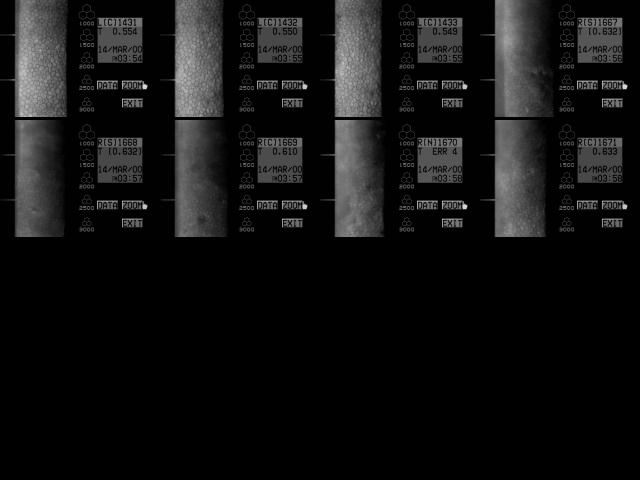 L(C)1431
T 0.554
14/MAR/00
PM03:54
1000
1500
2000
2500
3000
DATA ZOOM
EXIT
L(C)1432
T 0.550
14/MAR/00
PM03:55
1000
1500
2000
2500
3000
DATA ZOOM
EXIT
L(C)1433
T 0.549
14/MAR/00
PM03:55
1000
1500
2000
2500
3000
DATA ZOOM
EXIT
R(S)1667
T (0.632)
14/MAR/00
PM03:56
1000
1500
2000
2500
3000
DATA ZOOM
EXIT
R(S)1668
T (0.632)
14/MAR/00
PM03:57
1000
1500
2000
2500
3000
DATA ZOOM
EXIT
R(C)1669
T 0.610
14/MAR/00
PM03:57
1000
1500
2000
2500
3000
DATA ZOOM
EXIT
R(N)1670
T ERR 4
14/MAR/00
PM03:58
1000
1500
2000
2500
3000
DATA ZOOM
EXIT
R(C)1671
T 0.633
14/MAR/00
PM03:58
1000
1500
2000
2500
3000
DATA ZOOM
EXIT